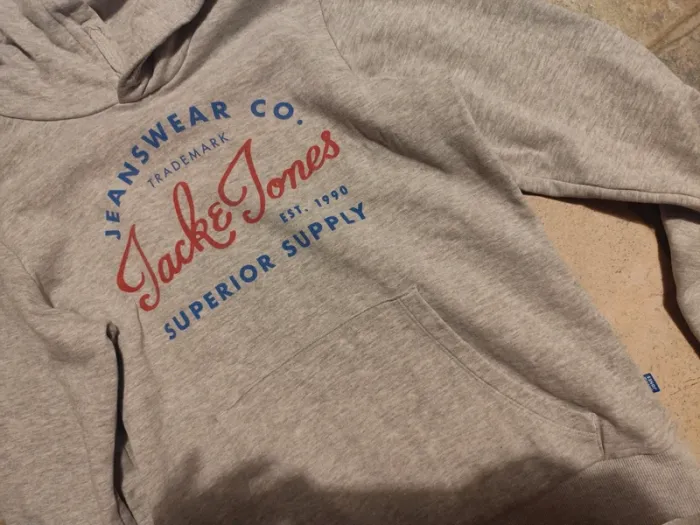 JEANSWEAR CO.
TRADEMARK
Jack & Jones
EST. 1990
SUPERIOR SUPPLY